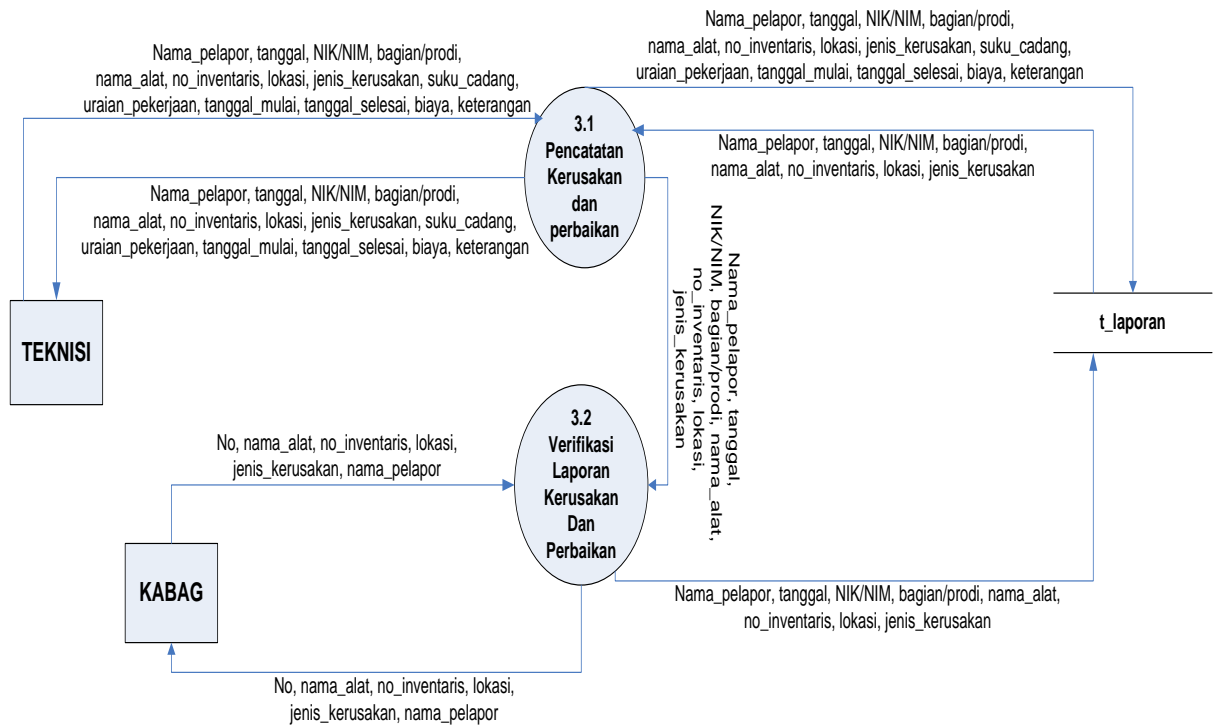 Nama_pelapor, tanggal, NIK/NIM, bagian/prodi,
nama_alat, no_inventaris, lokasi, jenis_kerusakan, suku_cadang,
uraian_pekerjaan, tanggal_mulai, tanggal_selesai, biaya, keterangan
Nama_pelapor, tanggal, NIK/NIM, bagian/prodi,
nama_alat, no_inventaris, lokasi, jenis_kerusakan, suku_cadang,
uraian_pekerjaan, tanggal_mulai, tanggal_selesai, biaya, keterangan
3.1
Pencatatan
Kerusakan
dan
perbaikan
Nama_pelapor, tanggal, NIK/NIM, bagian/prodi,
nama_alat, no_inventaris, lokasi, jenis_kerusakan
Nama_pelapor, tanggal, NIK/NIM, bagian/prodi,
nama_alat, no_inventaris, lokasi, jenis_kerusakan, suku_cadang,
uraian_pekerjaan, tanggal_mulai, tanggal_selesai, biaya, keterangan
Nama_pelapor, tanggal,
NIK/NIM, bagian/prodi, nama_alat,
no_inventaris, lokasi,
jenis_kerusakan
TEKNISI
t_laporan
3.2
Verifikasi
Laporan
Kerusakan
Dan
Perbaikan
No, nama_alat, no_inventaris, lokasi,
jenis_kerusakan, nama_pelapor
KABAG
Nama_pelapor, tanggal, NIK/NIM, bagian/prodi, nama_alat,
no_inventaris, lokasi, jenis_kerusakan
No, nama_alat, no_inventaris, lokasi,
jenis_kerusakan, nama_pelapor